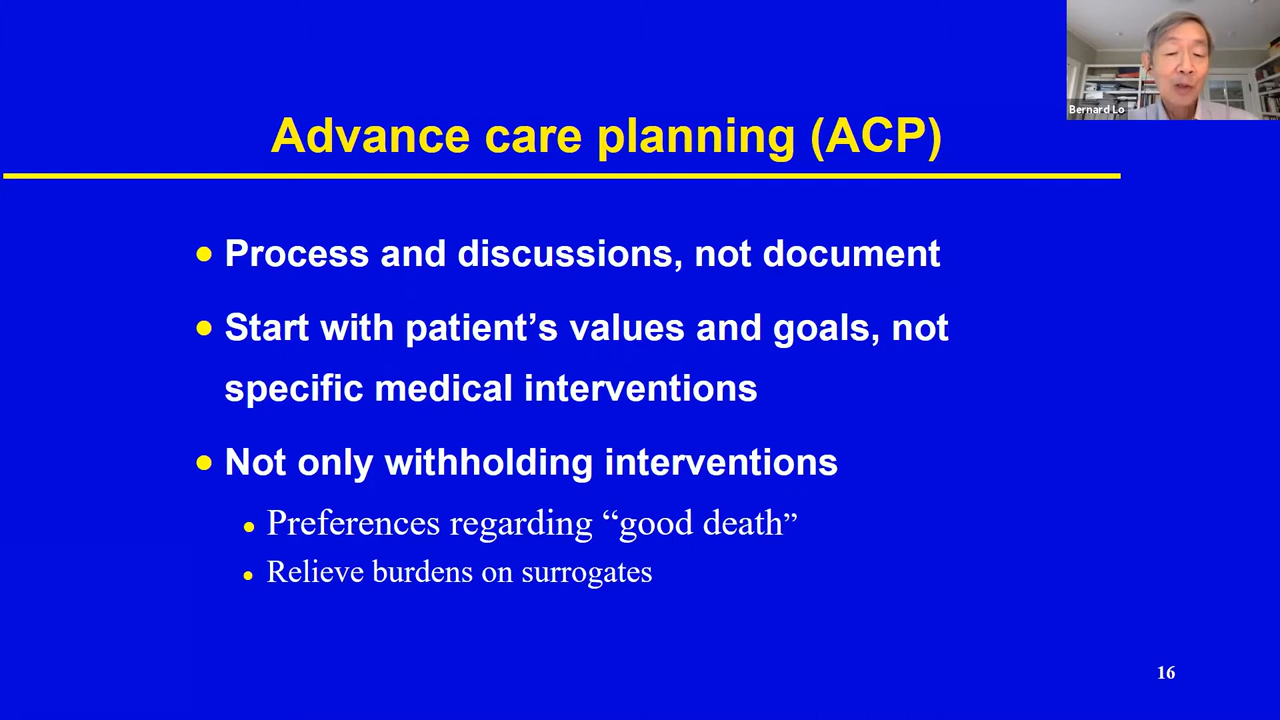 Bernard Lo
Advance care planning (ACP)
• Process and discussions, not document
• Start with patient’s values and goals, not
specific medical interventions
• Not only withholding interventions
• Preferences regarding “good death”
• Relieve burdens on surrogates
16